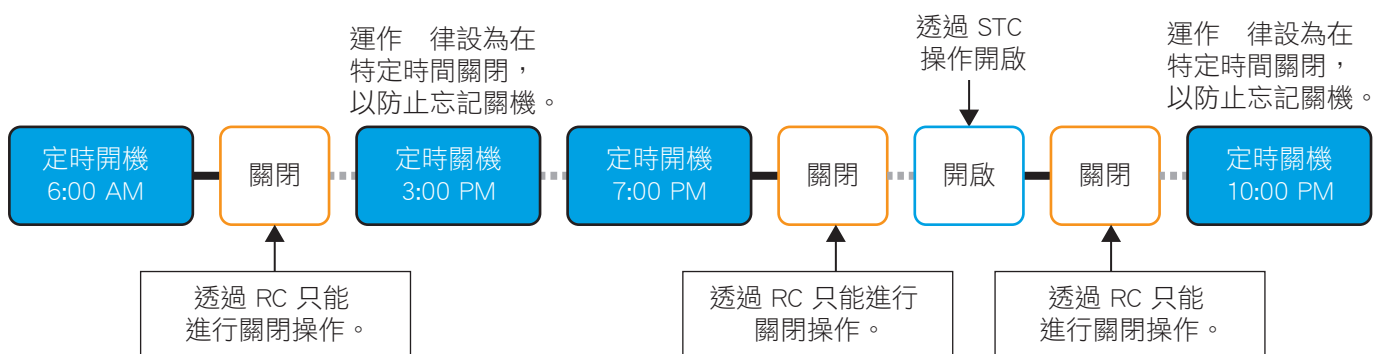 運作　律設為在
特定時間關閉，
以防止忘記關機。
透過 STC
操作開啟
運作　律設為在
特定時間關閉，
以防止忘記關機。
定時開機
6:00 AM
關閉
定時關機
3:00 PM
定時開機
7:00 PM
關閉
開啟
關閉
定時關機
10:00 PM
透過 RC 只能
進行關閉操作。
透過 RC 只能進行
關閉操作。
透過 RC 只能
進行關閉操作。